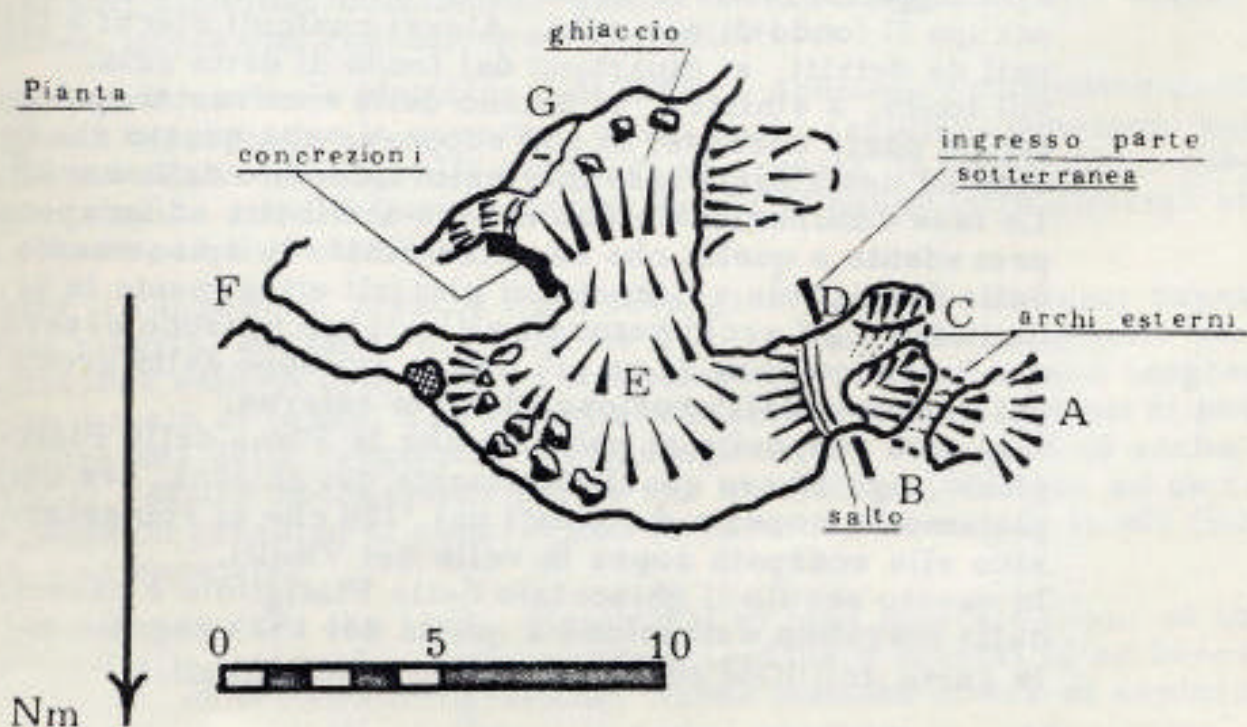 ghiaccio
Pianta
G
concrezioni
ingresso parte
sotterranea
F
D
C
archi esterni
E
A
B
salto
0 5 10
Nm